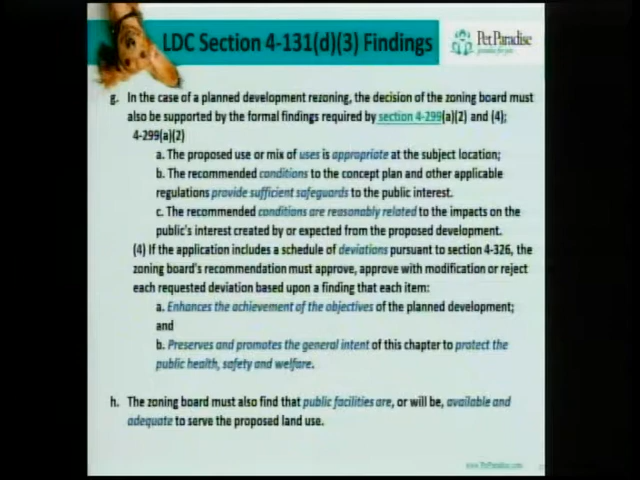 LDC Section 4-131(d)(3) Findings
Pet Paradise
g. In the case of a planned development rezoning, the decision of the zoning board must
also be supported by the formal findings required by section 4-299(a)(2) and (4);
4-299(a)(2)
a. The proposed use or mix of uses is appropriate at the subject location;
b. The recommended conditions to the concept plan and other applicable
regulations provide sufficient safeguards to the public interest.
c. The recommended conditions are reasonably related to the impacts on the
public's interest created by or expected from the proposed development.
(4) If the application includes a schedule of deviations pursuant to section 4-326, the
zoning board's recommendation must approve, approve with modification or reject
each requested deviation based upon a finding that each item:
a. Enhances the achievement of the objectives of the planned development;
and
b. Preserves and promotes the general intent of this chapter to protect the
public health, safety and welfare.
h. The zoning board must also find that public facilities are, or will be, available and
adequate to serve the proposed land use.
www.PetParadise.com